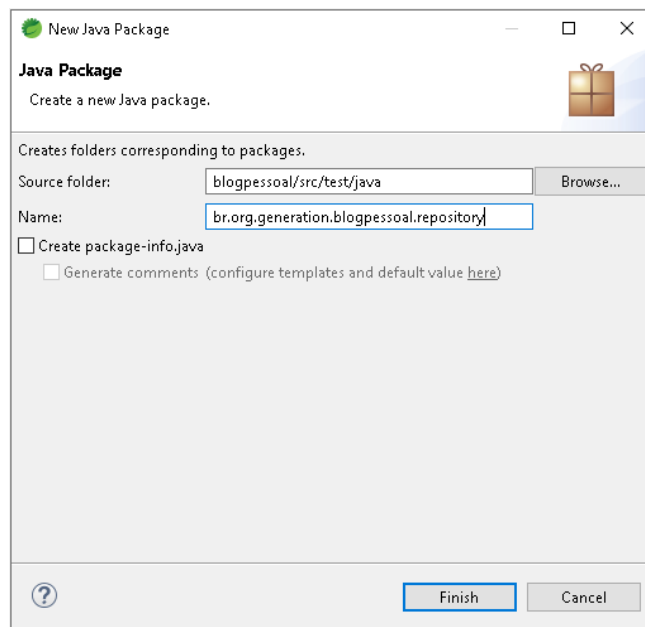 New Java Package
Java Package
Create a new Java package.
Creates folders corresponding to packages.
Source folder: blogpessoal/src/test/java Browse...
Name: br.org.generation.blogpessoal.repository
Create package-info.java
Generate comments (configure templates and default value here)
Finish Cancel